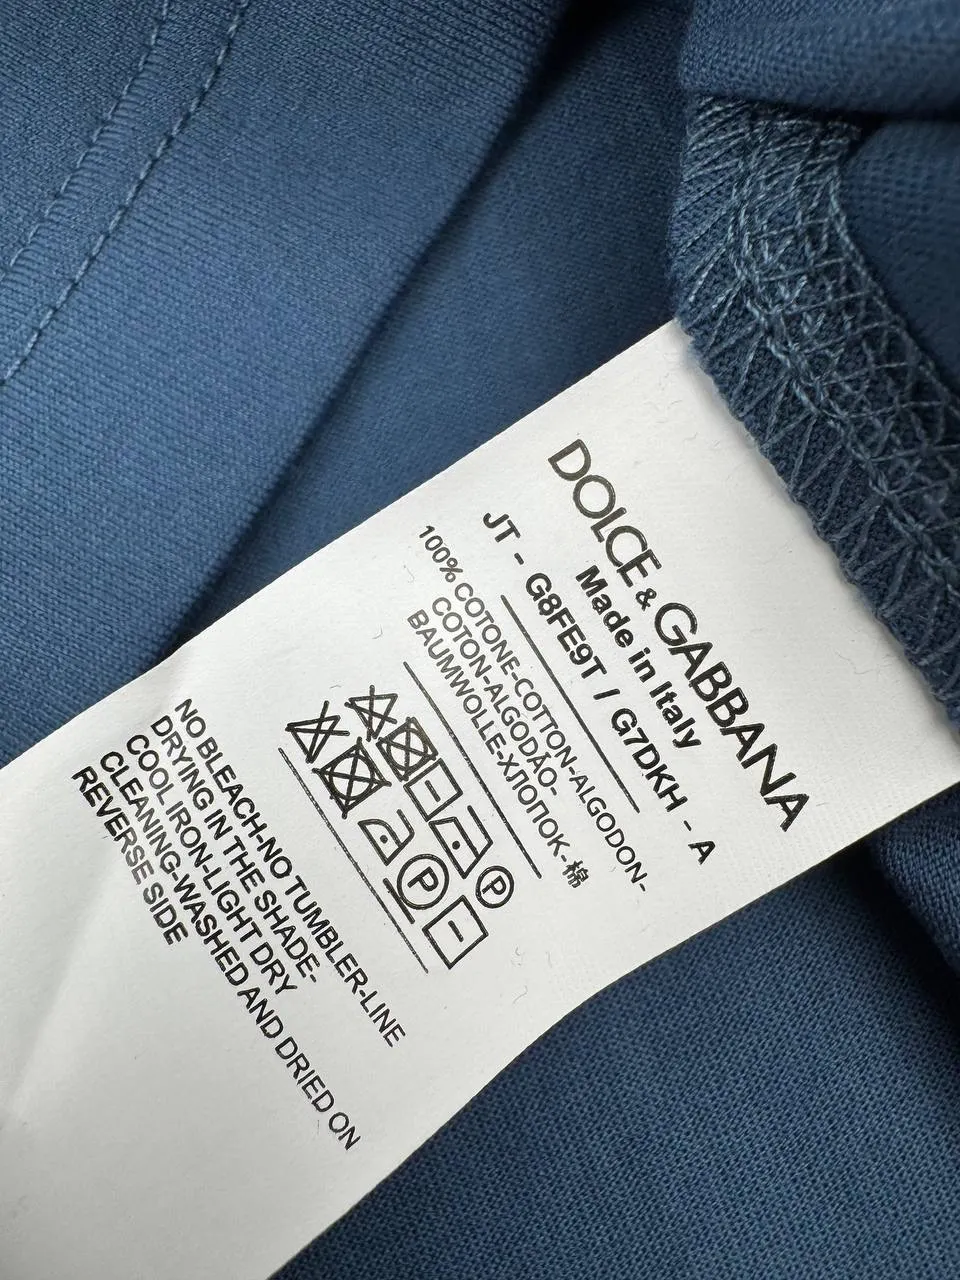 DOLCE & GABBANA
Made in Italy
JT - G8FE9T / G7DKH - A
100% COTONE-COTTON-ALGODON-
COTON-ALGODÃO-
BAUMWOLLE-ХЛОПОК-棉
P
P
NO BLEACH-NO TUMBLER-LINE
DRYING IN THE SHADE-
COOL IRON-LIGHT DRY
CLEANING-WASHED AND DRIED ON
REVERSE SIDE